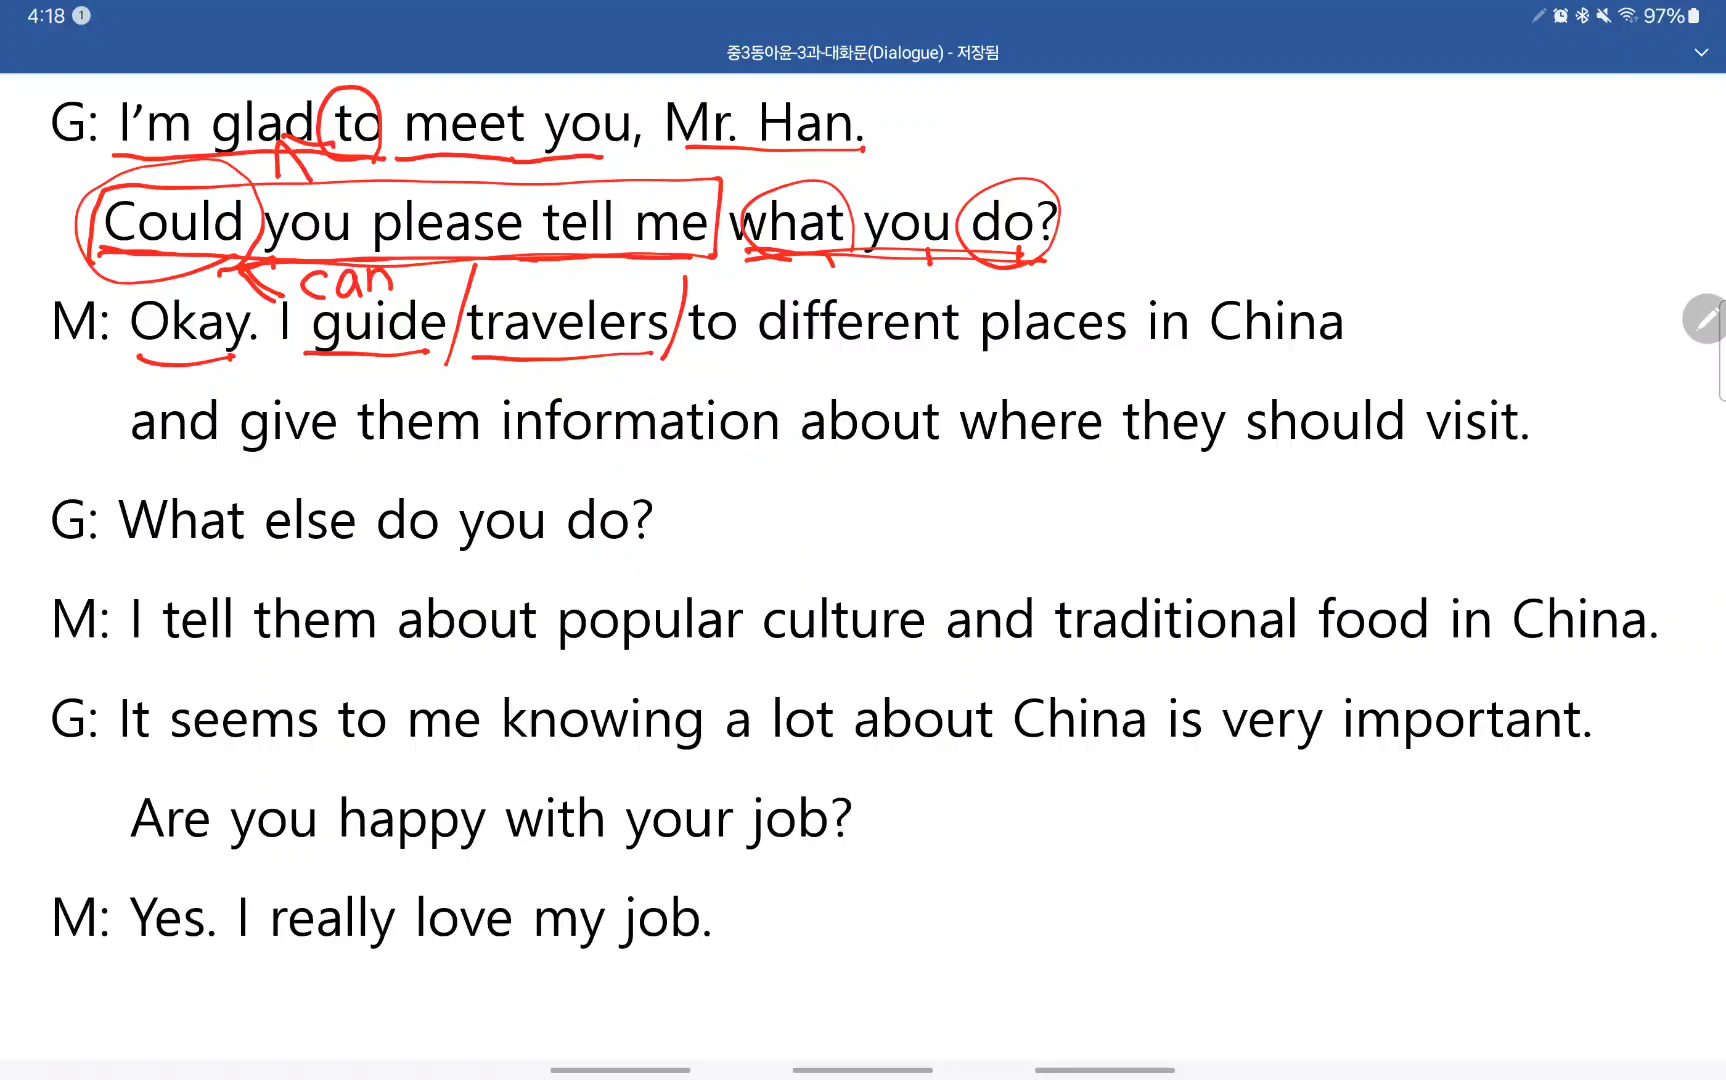 4:18 1 97%
중3동아윤-3과-대화문(Dialogue) - 저장됨
G: I'm glad to meet you, Mr. Han.
Could you please tell me what you do?
can
M: Okay. I guide travelers to different places in China
and give them information about where they should visit.
G: What else do you do?
M: I tell them about popular culture and traditional food in China.
G: It seems to me knowing a lot about China is very important.
Are you happy with your job?
M: Yes. I really love my job.